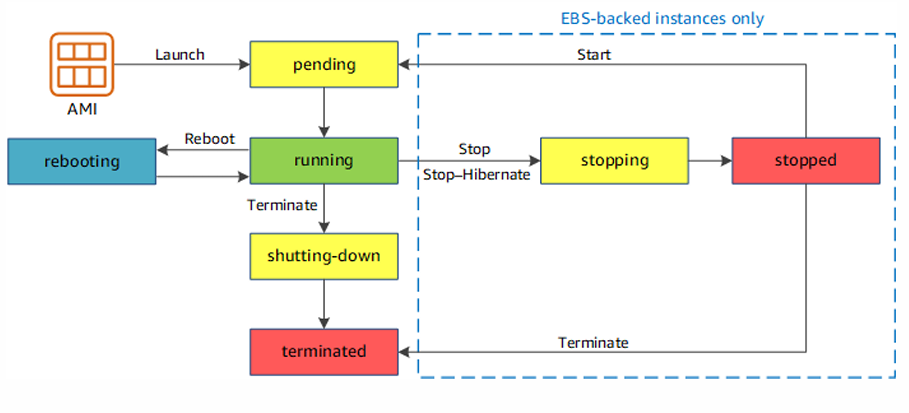 EBS-backed instances only
Launch
pending
Start
AMI
rebooting
Reboot
running
Stop
Stop–Hibernate
stopping
stopped
Terminate
shutting-down
terminated
Terminate